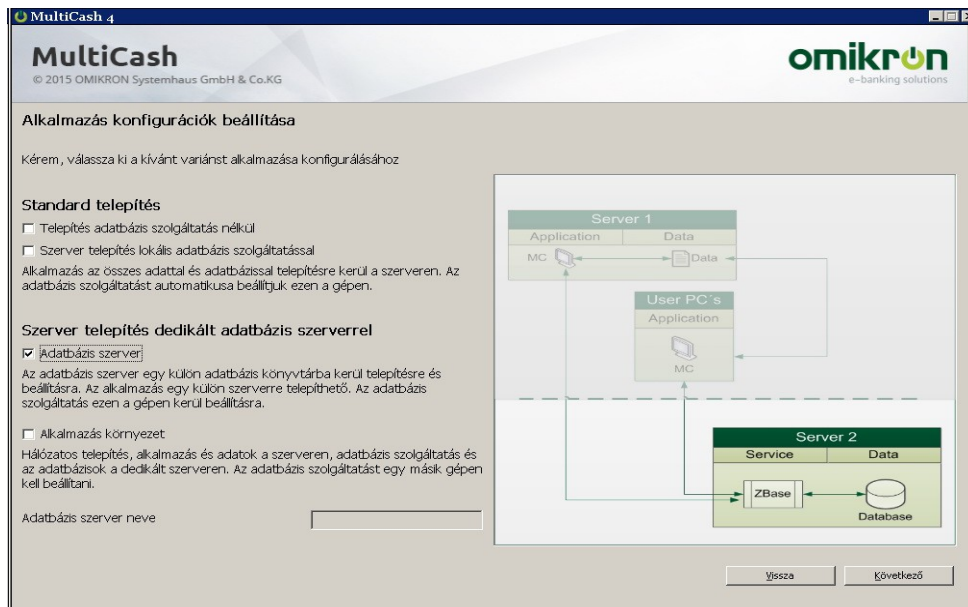 MultiCash 4
MultiCash
© 2015 OMIKRON Systemhaus GmbH & Co.KG
omikron
e-banking solutions
Alkalmazás konfigurációk beállítása
Kérem, válassza ki a kívánt variánst alkalmazása konfigurálásához
Standard telepítés
Telepítés adatbázis szolgáltatás nélkül
Szerver telepítés lokális adatbázis szolgáltatással
Alkalmazás az összes adattal és adatbázissal telepítésre kerül a szerveren. Az
adatbázis szolgáltatást automatikusa beállítjuk ezen a gépen.
Szerver telepítés dedikált adatbázis szerverrel
Adatbázis szerver
Az adatbázis szerver egy külön adatbázis könyvtárba kerül telepítésre és
beállításra. Az alkalmazás egy külön szerverre telepíthető. Az adatbázis
szolgáltatás ezen a gépen kerül beállításra.
Alkalmazás környezet
Hálózatos telepítés, alkalmazás és adatok a szerveren, adatbázis szolgáltatás és
az adatbázisok a dedikált szerveren. Az adatbázis szolgáltatást egy másik gépen
kell beállítani.
Adatbázis szerver neve
Server 1
Application Data
MC Data
User PC´s
Application
MC
Server 2
Service Data
ZBase
Database
Vissza Következő